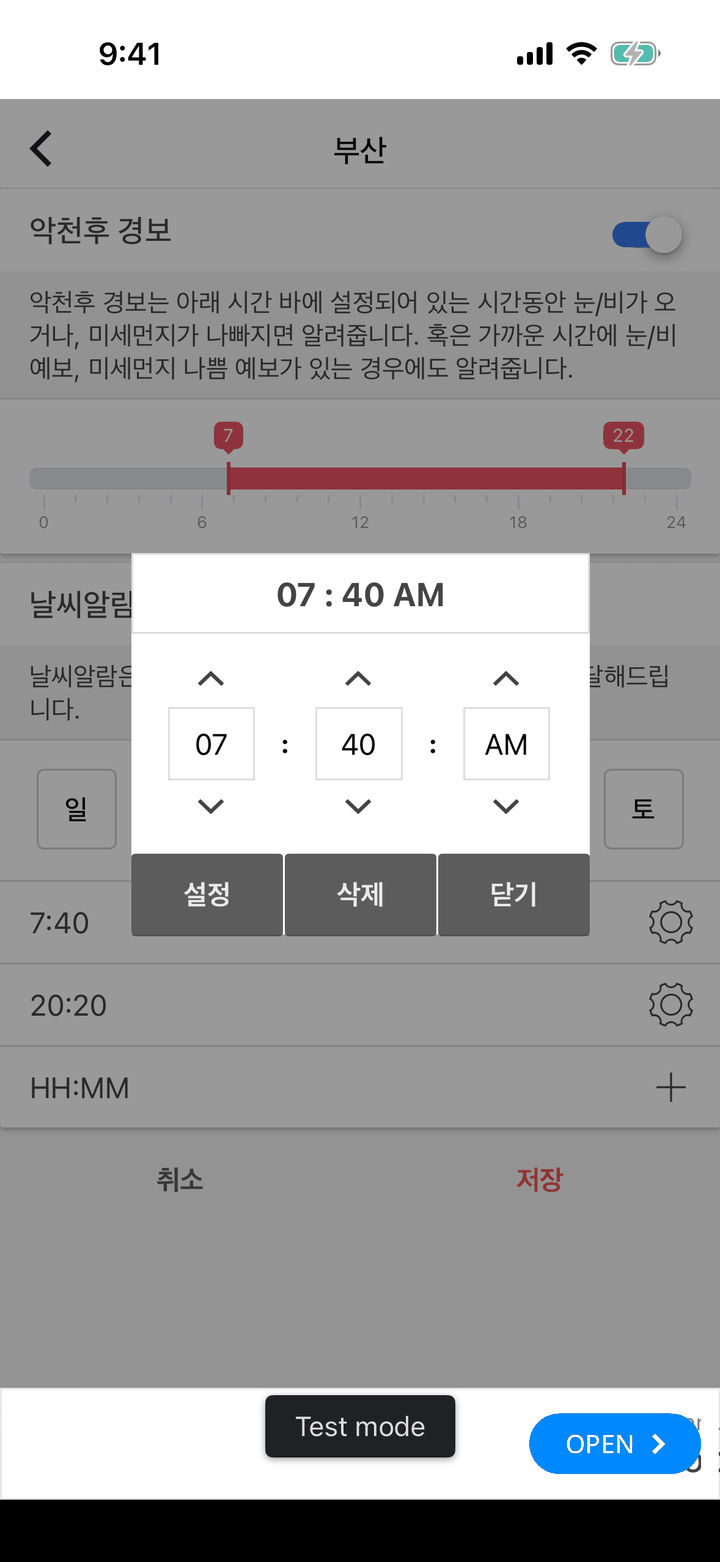 9:41
부산
악천후 경보
악천후 경보는 아래 시간 바에 설정되어 있는 시간동안 눈/비가 오
거나, 미세먼지가 나빠지면 알려줍니다. 혹은 가까운 시간에 눈/비
예보, 미세먼지 나쁨 예보가 있는 경우에도 알려줍니다.
7 22
0 6 12 18 24
날씨알람
07 : 40 AM
날씨알람은 달해드립
니다.
07 : 40 : AM
일 토
설정 삭제 닫기
7:40
20:20
HH:MM
취소 저장
Test mode
OPEN